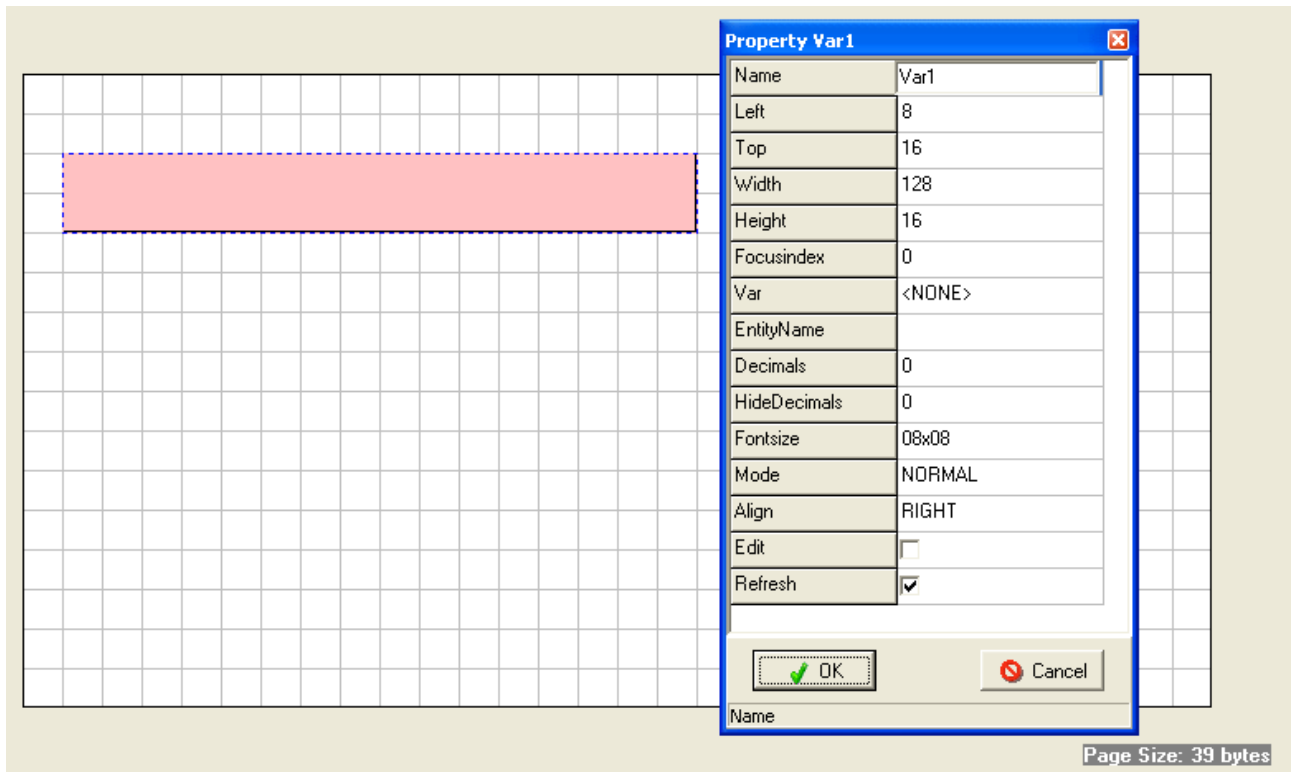 Property Var1
Name Var1
Left 8
Top 16
Width 128
Height 16
Focusindex 0
Var <NONE>
EntityName
Decimals 0
HideDecimals 0
Fontsize 08x08
Mode NORMAL
Align RIGHT
Edit
Refresh
OK Cancel
Name
Page Size: 39 bytes